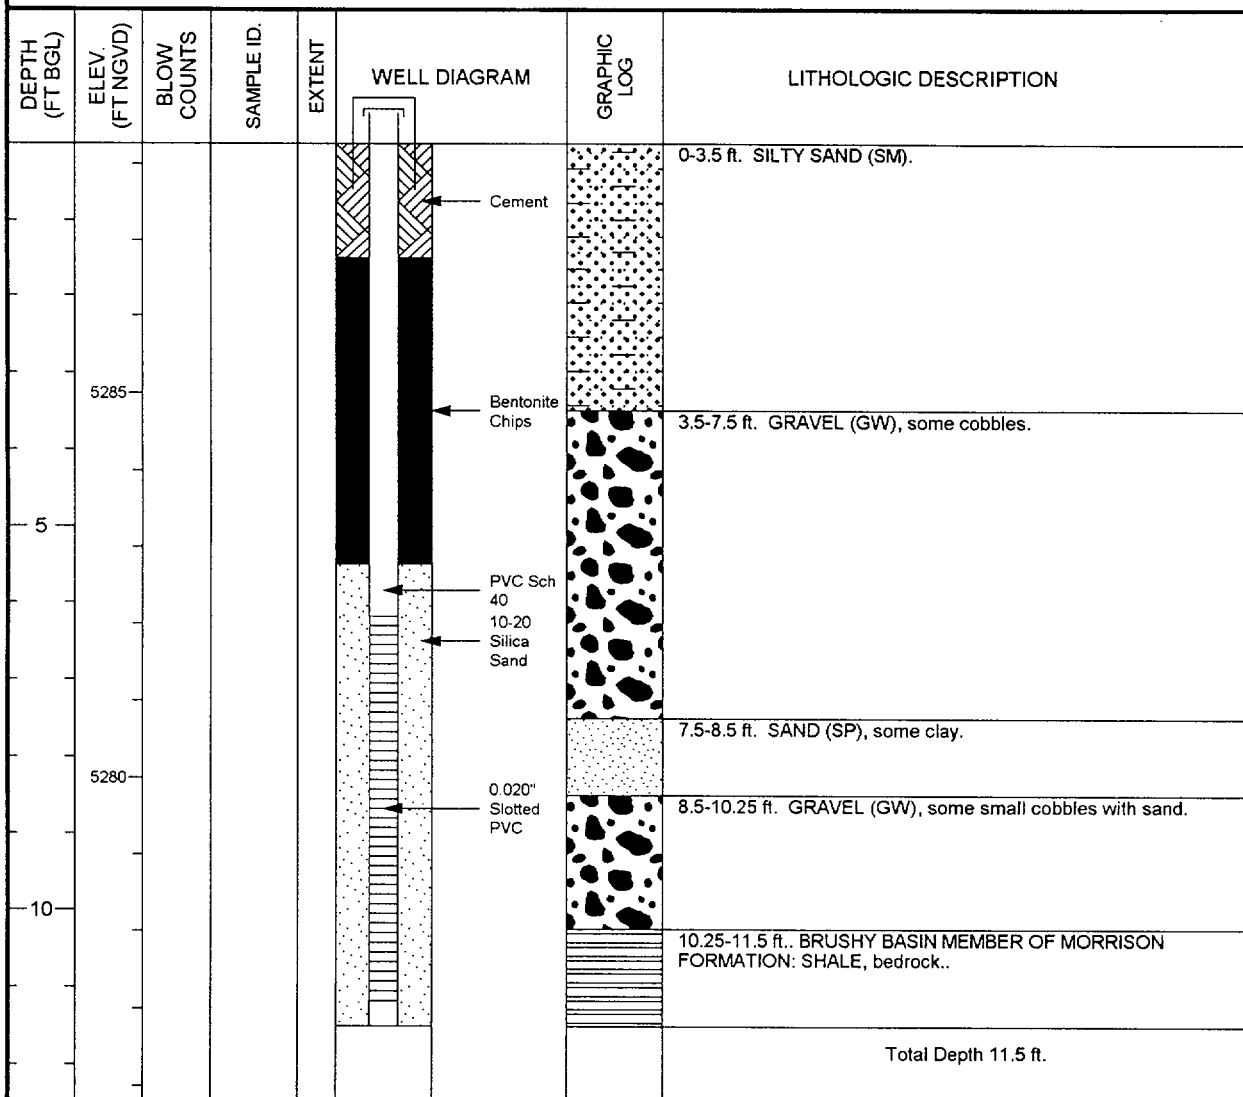 DEPTH
(FT BGL)
ELEV.
(FT NGVD)
BLOW
COUNTS
SAMPLE ID.
EXTENT
WELL DIAGRAM
GRAPHIC
LOG
LITHOLOGIC DESCRIPTION
0-3.5 ft. SILTY SAND (SM).
Cement
5285
Bentonite
Chips
3.5-7.5 ft. GRAVEL (GW), some cobbles.
5
PVC Sch
40
10-20
Silica
Sand
7.5-8.5 ft. SAND (SP), some clay.
5280
0.020"
Slotted
PVC
8.5-10.25 ft. GRAVEL (GW), some small cobbles with sand.
10
10.25-11.5 ft.. BRUSHY BASIN MEMBER OF MORRISON
FORMATION: SHALE, bedrock..
Total Depth 11.5 ft.